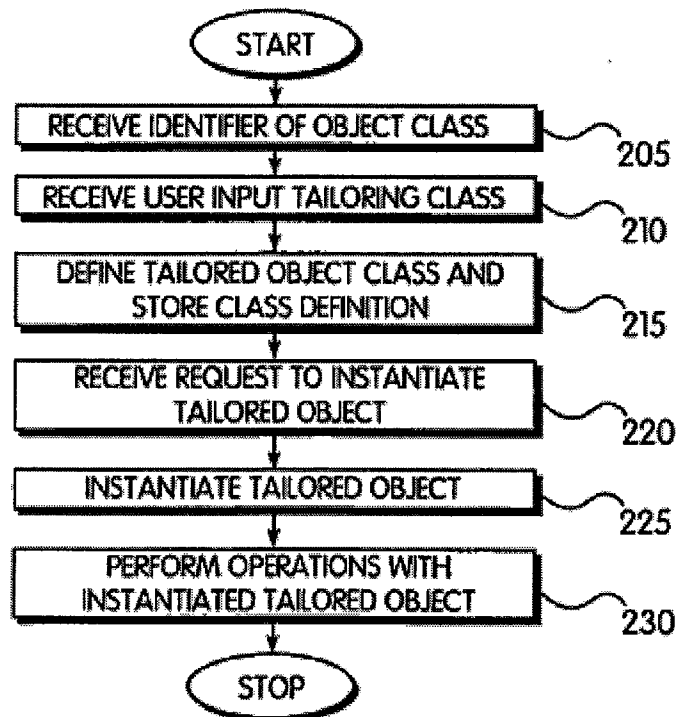 START
RECEIVE IDENTIFIER OF OBJECT CLASS
205
RECEIVE USER INPUT TAILORING CLASS
210
DEFINE TAILORED OBJECT CLASS AND
STORE CLASS DEFINITION
215
RECEIVE REQUEST TO INSTANTIATE
TAILORED OBJECT
220
INSTANTIATE TAILORED OBJECT
225
PERFORM OPERATIONS WITH
INSTANTIATED TAILORED OBJECT
230
STOP